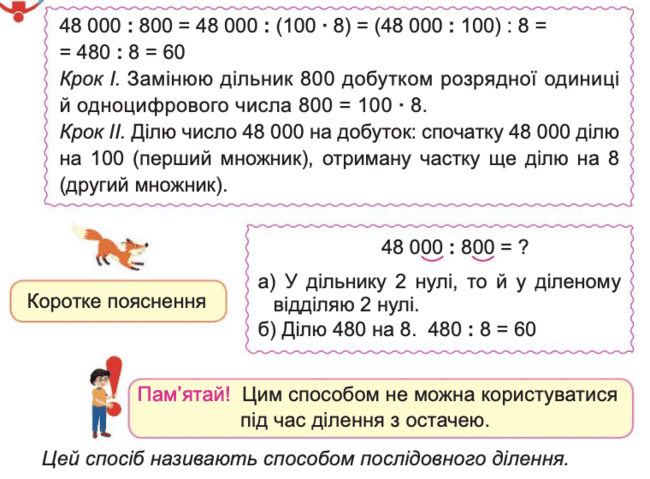 48 000 : 800 = 48 000 : (100 · 8) = (48 000 : 100) : 8 =
= 480 : 8 = 60
Крок I. Замінюю дільник 800 добутком розрядної одиниці
й одноцифрового числа 800 = 100 · 8.
Крок II. Ділю число 48 000 на добуток: спочатку 48 000 ділю
на 100 (перший множник), отриману частку ще ділю на 8
(другий множник).
Коротке пояснення
48 000 : 800 = ?
а) У дільнику 2 нулі, то й у діленому
відділяю 2 нулі.
б) Ділю 480 на 8. 480 : 8 = 60
Пам’ятай! Цим способом не можна користуватися
під час ділення з остачею.
Цей спосіб називають способом послідовного ділення.